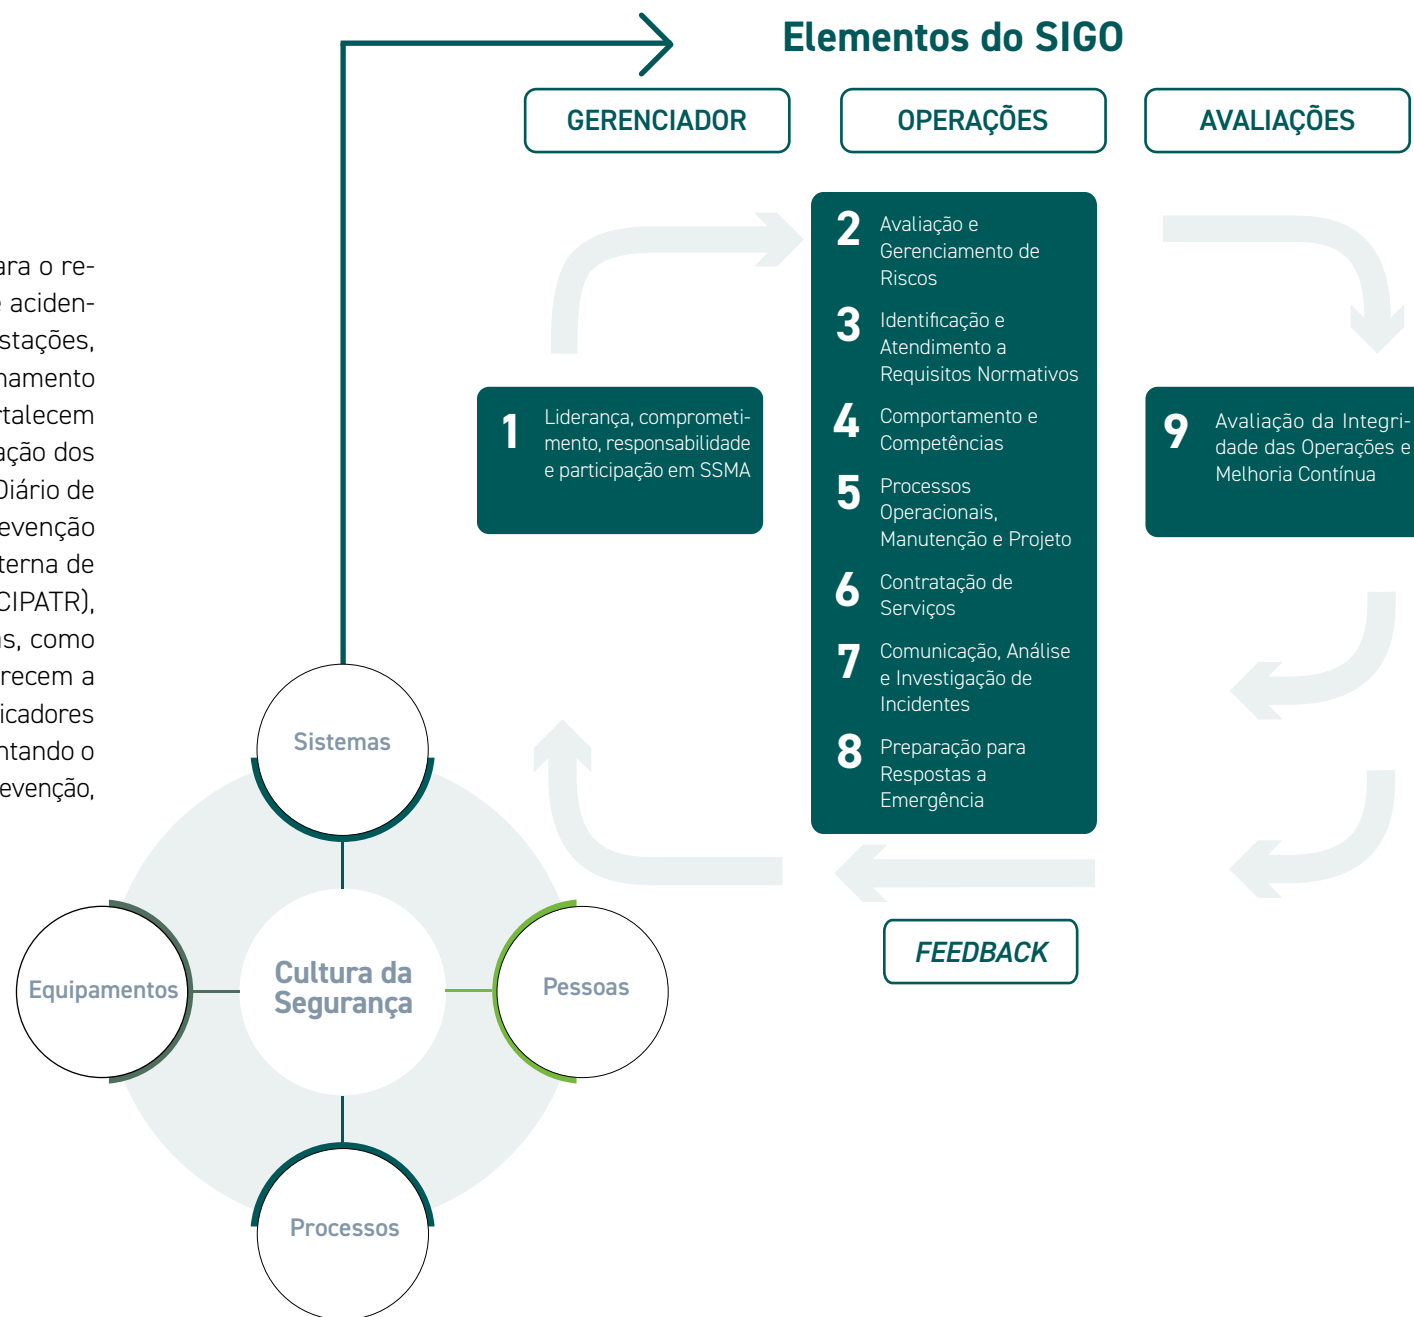 ara o re-
e aciden-
stações,
namento
rtalecem
ação dos
Diário de
evenção
terna de
CIPATR),
as, como
recem a
icadores
ntando o
evenção,
Elementos do SIGO
GERENCIADOR
OPERAÇÕES
AVALIAÇÕES
1 Liderança, comprometi-
mento, responsabilidade
e participação em SSMA
2 Avaliação e
Gerenciamento de
Riscos
3 Identificação e
Atendimento a
Requisitos Normativos
4 Comportamento e
Competências
5 Processos
Operacionais,
Manutenção e Projeto
6 Contratação de
Serviços
7 Comunicação, Análise
e Investigação de
Incidentes
8 Preparação para
Respostas a
Emergência
9 Avaliação da Integri-
dade das Operações e
Melhoria Contínua
FEEDBACK
Sistemas
Equipamentos
Cultura da
Segurança
Pessoas
Processos